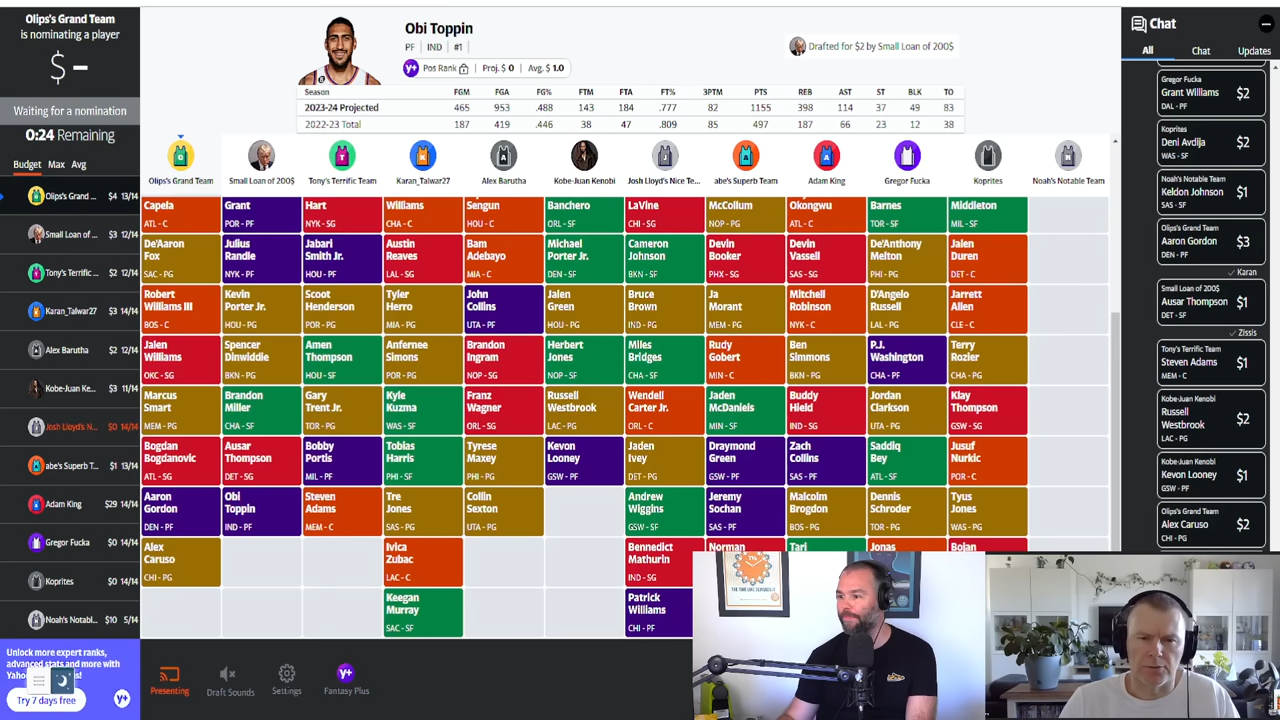 Olips's Grand Team
is nominating a player
$ –
Waiting for a nomination
0:24 Remaining
Budget Max Avg
Olips's Grand ... $4 13/14
Small Loan of ... $3 12/14
Tony's Terrific ... $2 12/14
Karan_Talwar27 $3 14/14
Alex Barutha $2 12/14
Kobe-Juan Ke... $3 11/14
Josh Lloyd's N... $0 14/14
abe's Superb T... $1 13/14
Adam King $29 14/14
Gregor Fucka $0 14/14
Koprites $0 14/14
Noah's Notabl... $10 5/14
Unlock more expert ranks,
advanced stats and more with
Try 7 days free
y+
Obi Toppin
PF IND #1
y+ Pos Rank Proj. $ 0 Avg. $ 1.0
Drafted for $2 by Small Loan of 200$
Season FGM FGA FG% FTM FTA FT% 3PTM PTS REB AST ST BLK TO
2023-24 Projected 465 953 .488 143 184 .777 82 1155 398 114 37 49 83
2022-23 Total 187 419 .446 38 47 .809 85 497 187 66 23 12 38
Olips's Grand Team Small Loan of 200$ Tony's Terrific Team Karan_Talwar27 Alex Barutha Kobe-Juan Kenobi Josh Lloyd's Nice Te... abe's Superb Team Adam King Gregor Fucka Koprites Noah's Notable Team
Capela Grant Hart Williams Sengun Banchero LaVine McCollum Okongwu Barnes Middleton
ATL - C POR - PF NYK - SG CHA - C HOU - C ORL - SF CHI - SG NOP - SG ATL - C TOR - SF MIL - SF
De'Aaron Julius Jabari Austin Bam Michael Cameron Devin Devin De'Anthony Jalen
Fox Randle Smith Jr. Reaves Adebayo Porter Jr. Johnson Booker Vassell Melton Duren
SAC - PG NYK - PF HOU - PF LAL - SG MIA - C DEN - SF BKN - SF PHX - SG SAS - SG PHI - PG DET - C
Robert Kevin Scoot Tyler John Jalen Bruce Ja Mitchell D'Angelo Jarrett
Williams III Porter Jr. Henderson Herro Collins Green Brown Morant Robinson Russell Allen
BOS - C HOU - PG POR - PG MIA - PG UTA - PF HOU - PG IND - PG MEM - PG NYK - C LAL - PG CLE - C
Jalen Spencer Amen Anfernee Brandon Herbert Miles Rudy Ben P.J. Terry
Williams Dinwiddie Thompson Simons Ingram Jones Bridges Gobert Simmons Washington Rozier
OKC - SG BKN - PG HOU - SF POR - PG NOP - SG NOP - SF CHA - SF MIN - C BKN - PG CHA - PF CHA - PG
Marcus Brandon Gary Kyle Franz Russell Wendell Jaden Buddy Jordan Klay
Smart Miller Trent Jr. Kuzma Wagner Westbrook Carter Jr. McDaniels Hield Clarkson Thompson
MEM - PG CHA - SF TOR - PG WAS - SF ORL - SG LAC - PG ORL - C MIN - SF IND - SG UTA - PG GSW - SG
Bogdan Ausar Bobby Tobias Tyrese Kevon Jaden Draymond Zach Saddiq Jusuf
Bogdanovic Thompson Portis Harris Maxey Looney Ivey Green Collins Bey Nurkic
ATL - SG DET - SG MIL - PF PHI - SF PHI - PG GSW - PF DET - PG GSW - PF SAS - PF ATL - SF POR - C
Aaron Obi Steven Tre Collin Andrew Jeremy Malcolm Dennis Tyus
Gordon Toppin Adams Jones Sexton Wiggins Sochan Brogdon Schroder Jones
DEN - PF IND - PF MEM - C SAS - PG UTA - PG GSW - SF SAS - PF BOS - PG TOR - PG WAS - PG
Alex Ivica Bennedict Norman Tari Jonas Bojan
Caruso Zubac Mathurin
CHI - PG LAC - C IND - SG
Keegan Patrick
Murray Williams
SAC - SF CHI - PF
Presenting Draft Sounds Settings Fantasy Plus
Chat
All Chat Updates
Gregor Fucka
Grant Williams $2
DAL - PF
Koprites
Deni Avdija $2
WAS - SF
Noah's Notable Team
Keldon Johnson $1
SAS - SF
Olips's Grand Team
Aaron Gordon $3
DEN - PF
Karan
Small Loan of 200$
Ausar Thompson $1
DET - SF
Zissis
Tony's Terrific Team
Steven Adams $1
MEM - C
Kobe-Juan Kenobi
Russell
Westbrook $2
LAC - PG
Kobe-Juan Kenobi
Kevon Looney $1
GSW - PF
Olips's Grand Team
Alex Caruso $2
CHI - PG